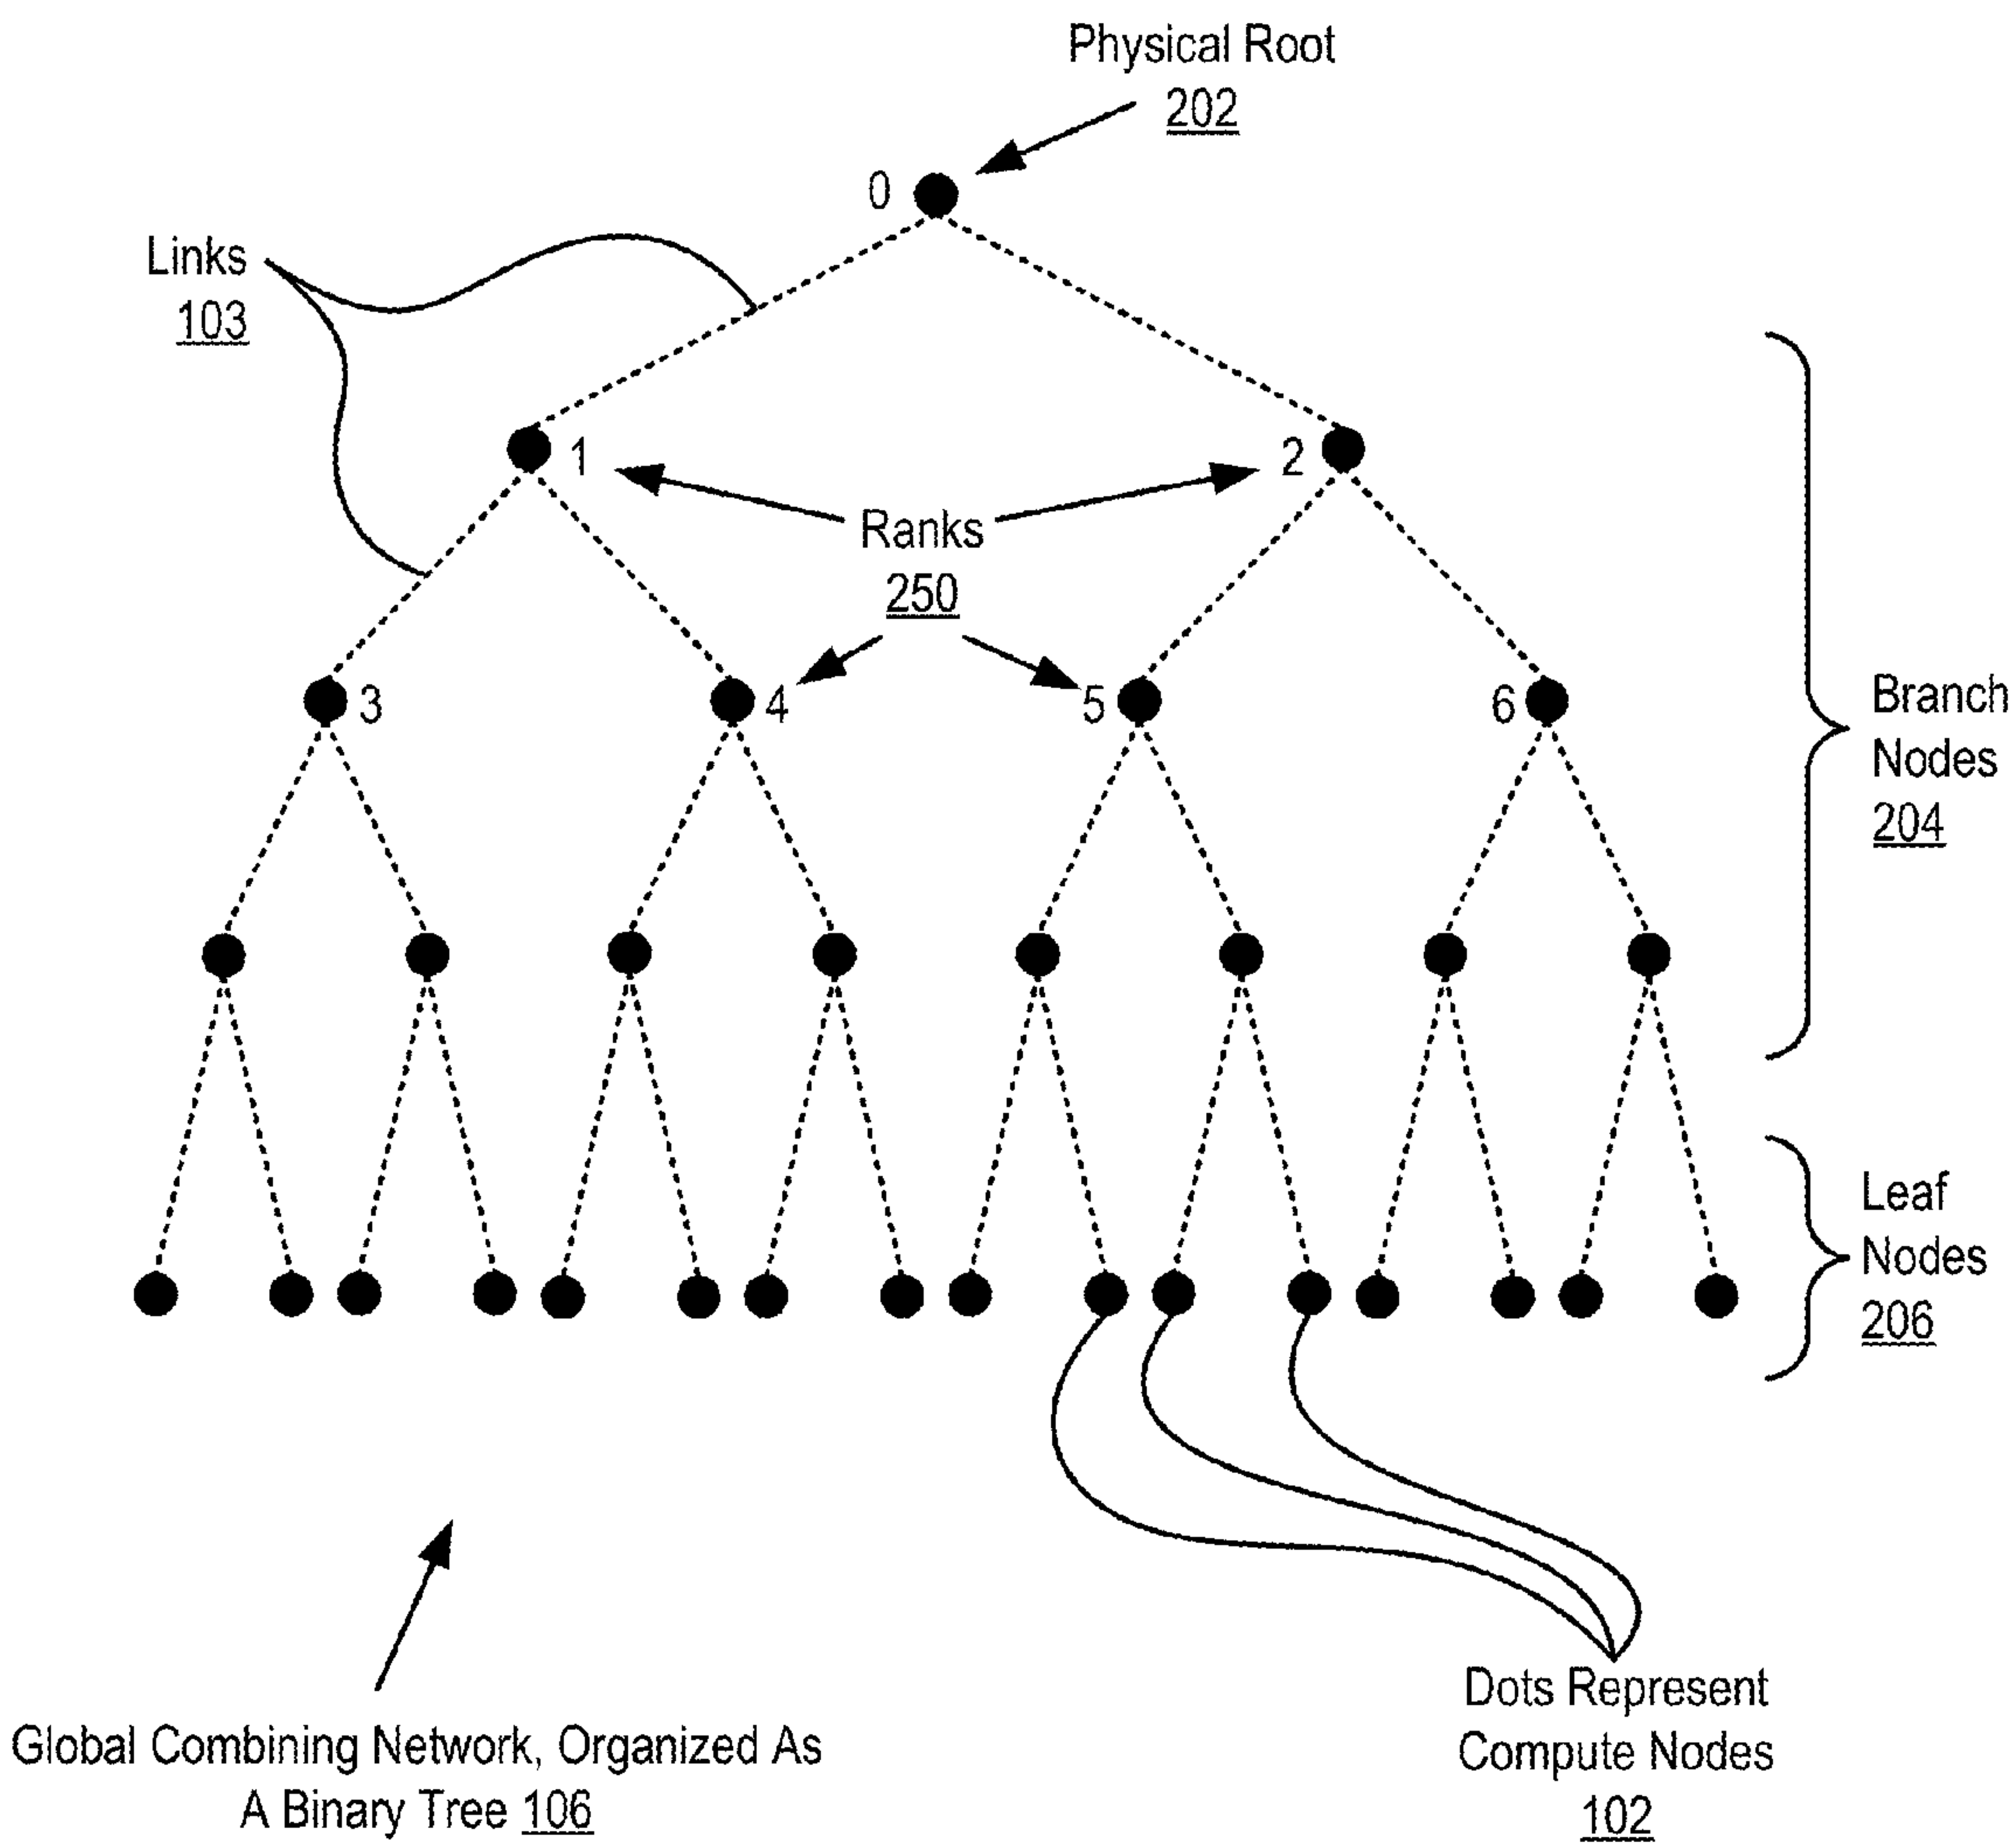 Physical Root
202
0
Links
103
1
2
Ranks
250
3
4
5
6
Branch
Nodes
204
Leaf
Nodes
206
Global Combining Network, Organized As
A Binary Tree 106
Dots Represent
Compute Nodes
102